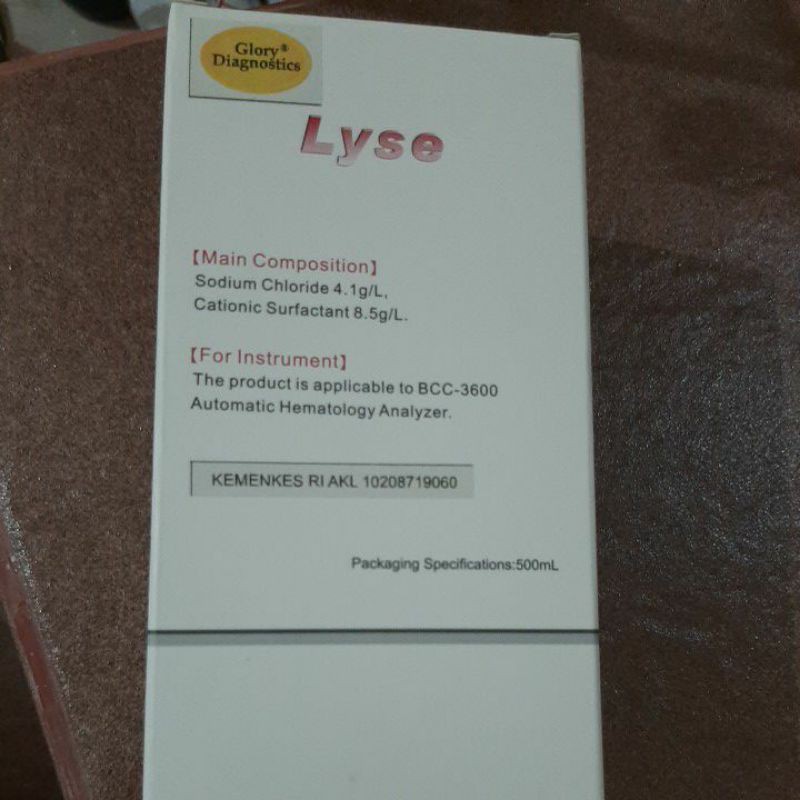 Glory®
Diagnostics
Lyse
【Main Composition】
Sodium Chloride 4.1g/L,
Cationic Surfactant 8.5g/L.
【For Instrument】
The product is applicable to BCC-3600
Automatic Hematology Analyzer.
KEMENKES RI AKL 10208719060
Packaging Specifications:500mL